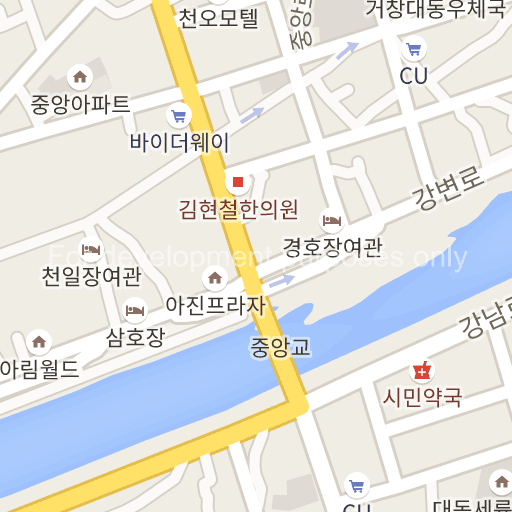 천오모텔
거창대동우체국
중앙로
CU
중앙아파트
바이더웨이
강변로
김현철한의원
경호장여관
For development purposes only
천일장여관
아진프라자
삼호장
강남로
중앙교
아림월드
시민약국
CU